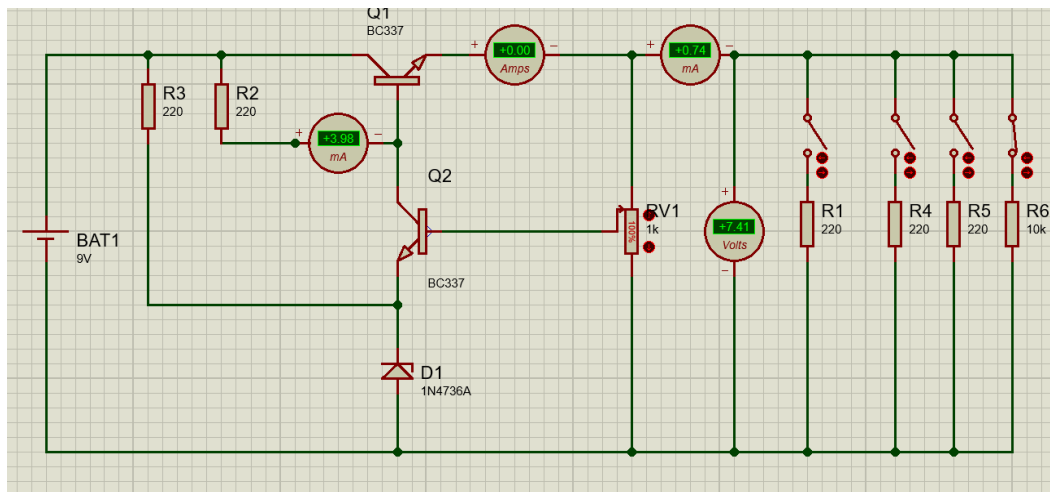 Q1
BC337
+
+0.00
Amps
−
+
+0.74
mA
−
R3
220
R2
220
+
+3.98
mA
−
Q2
BC337
RV1
1k
100%
+
+7.41
Volts
−
R1
220
R4
220
R5
220
R6
10k
BAT1
9V
D1
1N4736A